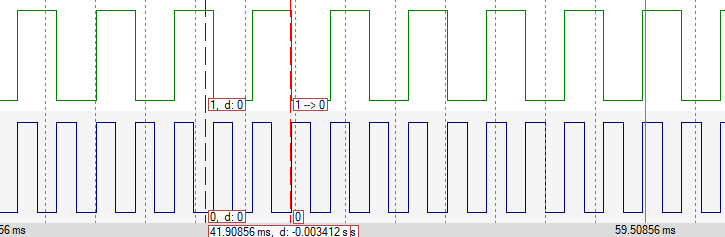 1, d: 0
1 --> 0
0, d: 0
0
56 ms
41.90856 ms, d: -0.003412 s
59.50856 ms